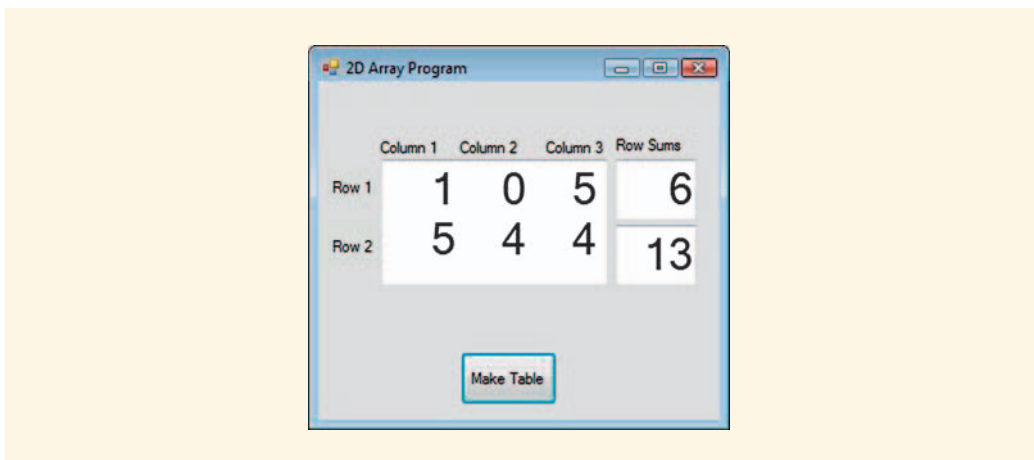 2D Array Program
Column 1 Column 2 Column 3 Row Sums
Row 1 1 0 5 6
Row 2 5 4 4 13
Make Table